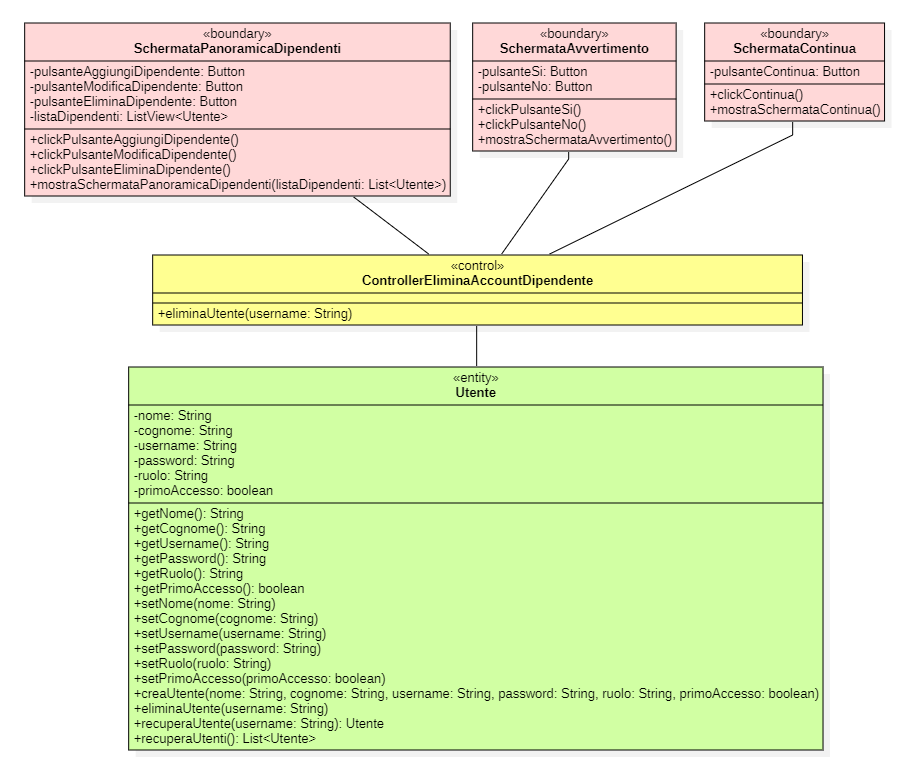 «boundary»
SchermataPanoramicaDipendenti
-pulsanteAggiungiDipendente: Button
-pulsanteModificaDipendente: Button
-pulsanteEliminaDipendente: Button
-listaDipendenti: ListView<Utente>
+clickPulsanteAggiungiDipendente()
+clickPulsanteModificaDipendente()
+clickPulsanteEliminaDipendente()
+mostraSchermataPanoramicaDipendenti(listaDipendenti: List<Utente>)
«boundary»
SchermataAvvertimento
-pulsanteSi: Button
-pulsanteNo: Button
+clickPulsanteSi()
+clickPulsanteNo()
+mostraSchermataAvvertimento()
«boundary»
SchermataContinua
-pulsanteContinua: Button
+clickContinua()
+mostraSchermataContinua()
«control»
ControllerEliminaAccountDipendente
+eliminaUtente(username: String)
«entity»
Utente
-nome: String
-cognome: String
-username: String
-password: String
-ruolo: String
-primoAccesso: boolean
+getNome(): String
+getCognome(): String
+getUsername(): String
+getPassword(): String
+getRuolo(): String
+getPrimoAccesso(): boolean
+setNome(nome: String)
+setCognome(cognome: String)
+setUsername(username: String)
+setPassword(password: String)
+setRuolo(ruolo: String)
+setPrimoAccesso(primoAccesso: boolean)
+creaUtente(nome: String, cognome: String, username: String, password: String, ruolo: String, primoAccesso: boolean)
+eliminaUtente(username: String)
+recuperaUtente(username: String): Utente
+recuperaUtenti(): List<Utente>